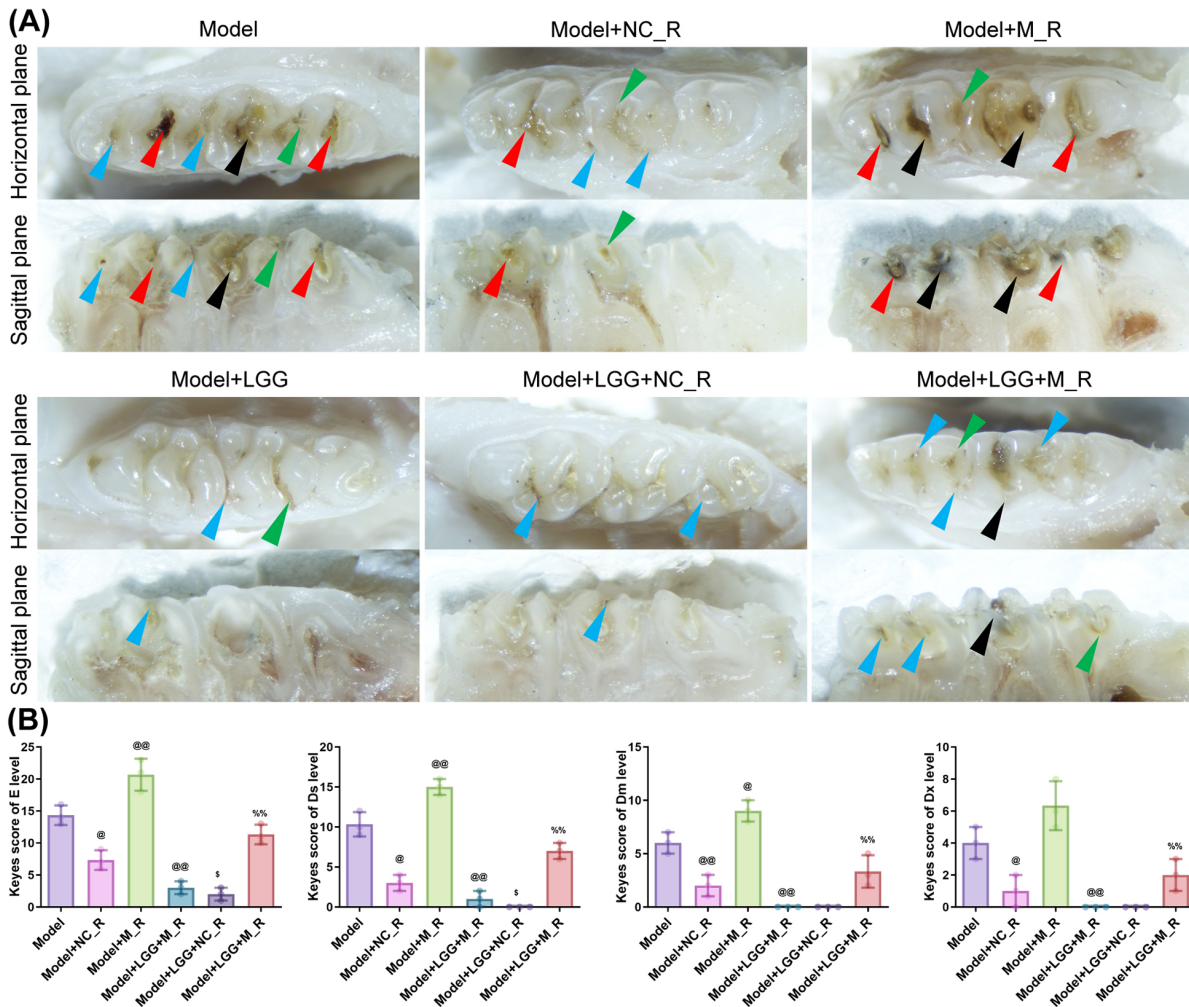 (A)
Model
Model+NC_R
Model+M_R
Horizontal plane
Sagittal plane
Model+LGG
Model+LGG+NC_R
Model+LGG+M_R
Horizontal plane
Sagittal plane
(B)
Keyes score of E level
25
20
15
10
5
0
@
@@
@@
$
%%
Model
Model+NC_R
Model+M_R
Model+LGG+M_R
Model+LGG+NC_R
Model+LGG+M_R
Keyes score of Ds level
20
15
10
5
0
@
@@
@@
$
%%
Model
Model+NC_R
Model+M_R
Model+LGG+M_R
Model+LGG+NC_R
Model+LGG+M_R
Keyes score of Dm level
15
10
5
0
@@
@
@@
%%
Model
Model+NC_R
Model+M_R
Model+LGG+M_R
Model+LGG+NC_R
Model+LGG+M_R
Keyes score of Dx level
10
8
6
4
2
0
@
@@
%%
Model
Model+NC_R
Model+M_R
Model+LGG+M_R
Model+LGG+NC_R
Model+LGG+M_R